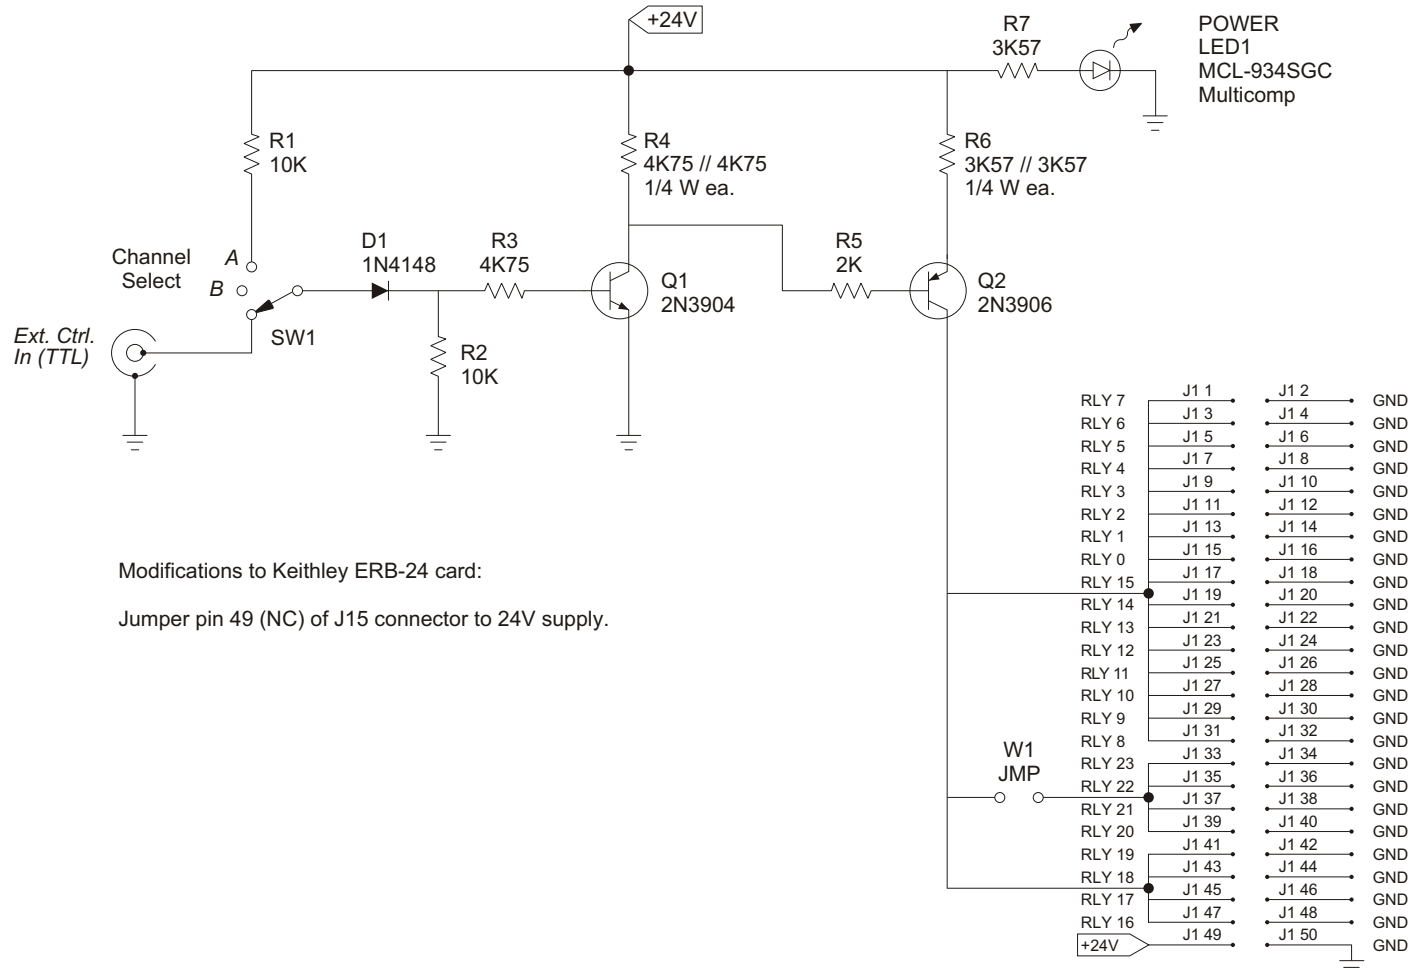 +24V
R7
3K57
POWER
LED1
MCL-934SGC
Multicomp
R1
10K
R4
4K75 // 4K75
1/4 W ea.
R6
3K57 // 3K57
1/4 W ea.
Channel
Select
A
B
D1
1N4148
R3
4K75
Q1
2N3904
R5
2K
Q2
2N3906
SW1
Ext. Ctrl.
In (TTL)
R2
10K
RLY 7 J1 1 J1 2 GND
RLY 6 J1 3 J1 4 GND
RLY 5 J1 5 J1 6 GND
RLY 4 J1 7 J1 8 GND
RLY 3 J1 9 J1 10 GND
RLY 2 J1 11 J1 12 GND
RLY 1 J1 13 J1 14 GND
RLY 0 J1 15 J1 16 GND
RLY 15 J1 17 J1 18 GND
RLY 14 J1 19 J1 20 GND
RLY 13 J1 21 J1 22 GND
RLY 12 J1 23 J1 24 GND
RLY 11 J1 25 J1 26 GND
RLY 10 J1 27 J1 28 GND
RLY 9 J1 29 J1 30 GND
RLY 8 J1 31 J1 32 GND
RLY 23 J1 33 J1 34 GND
RLY 22 J1 35 J1 36 GND
RLY 21 J1 37 J1 38 GND
RLY 20 J1 39 J1 40 GND
RLY 19 J1 41 J1 42 GND
RLY 18 J1 43 J1 44 GND
RLY 17 J1 45 J1 46 GND
RLY 16 J1 47 J1 48 GND
+24V J1 49 J1 50 GND
W1
JMP
Modifications to Keithley ERB-24 card:
Jumper pin 49 (NC) of J15 connector to 24V supply.